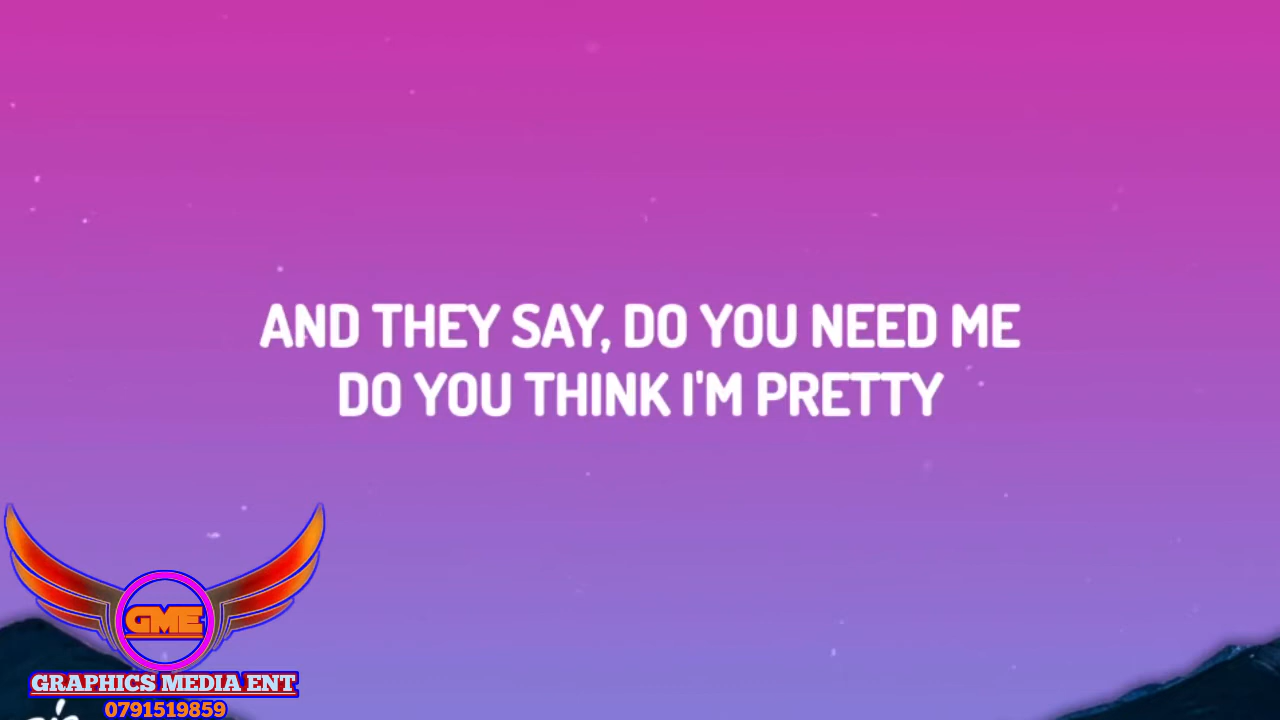 AND THEY SAY, DO YOU NEED ME
DO YOU THINK I'M PRETTY
GME
GRAPHICS MEDIA ENT
0791519859